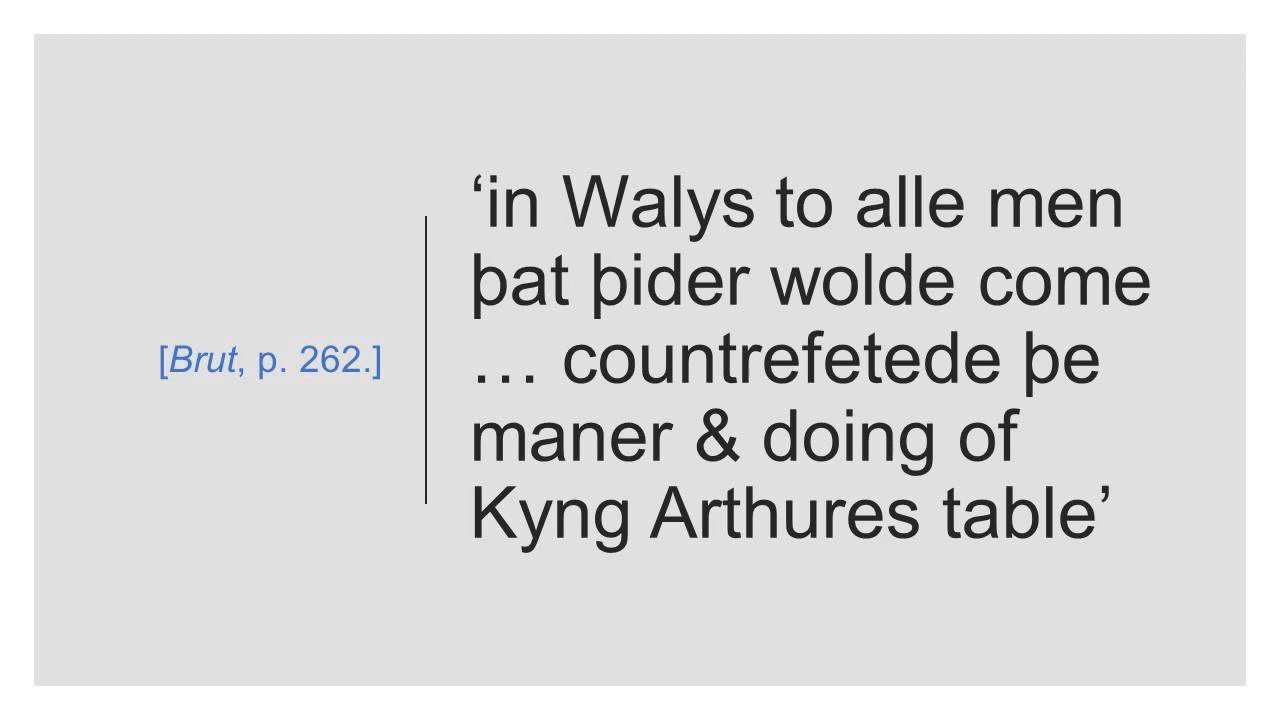 [Brut, p. 262.]
‘in Walys to alle men
þat þider wolde come
… countrefetede þe
maner & doing of
Kyng Arthures table’